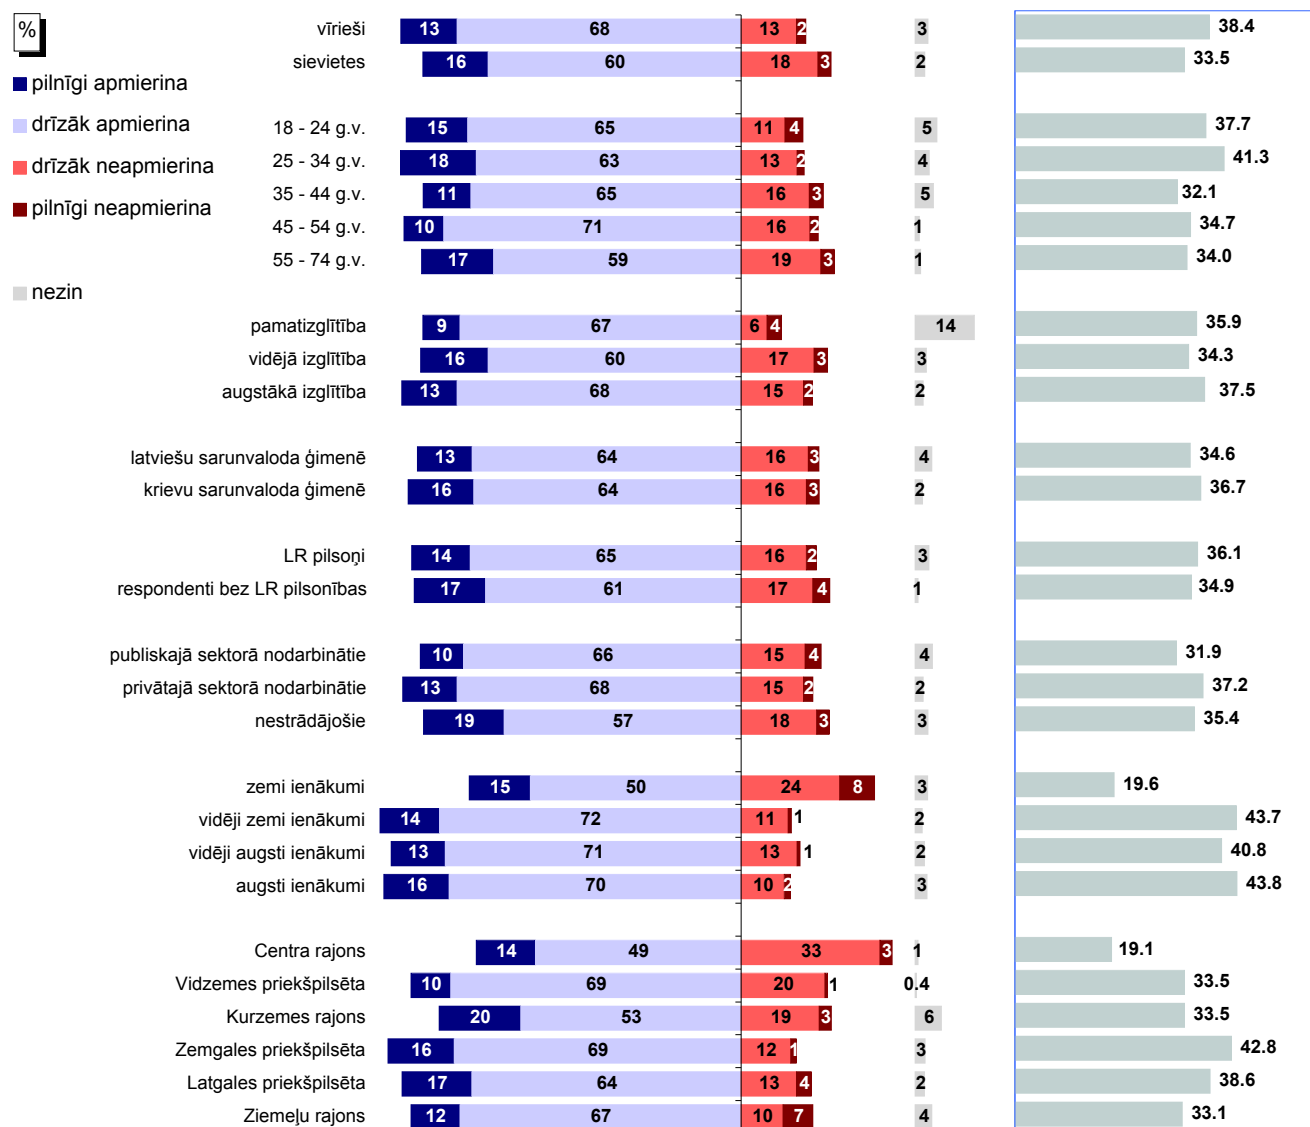 %
pilnīgi apmierina
drīzāk apmierina
drīzāk neapmierina
pilnīgi neapmierina
nezin
vīrieši 13 68 13 2 3 38.4
sievietes 16 60 18 3 2 33.5
18 - 24 g.v. 15 65 11 4 5 37.7
25 - 34 g.v. 18 63 13 2 4 41.3
35 - 44 g.v. 11 65 16 3 5 32.1
45 - 54 g.v. 10 71 16 2 1 34.7
55 - 74 g.v. 17 59 19 3 1 34.0
pamatizglītība 9 67 6 4 14 35.9
vidējā izglītība 16 60 17 3 3 34.3
augstākā izglītība 13 68 15 2 2 37.5
latviešu sarunvaloda ģimenē 13 64 16 3 4 34.6
krievu sarunvaloda ģimenē 16 64 16 3 2 36.7
LR pilsoņi 14 65 16 2 3 36.1
respondenti bez LR pilsonības 17 61 17 4 1 34.9
publiskajā sektorā nodarbinātie 10 66 15 4 4 31.9
privātajā sektorā nodarbinātie 13 68 15 2 2 37.2
nestrādājošie 19 57 18 3 3 35.4
zemi ienākumi 15 50 24 8 3 19.6
vidēji zemi ienākumi 14 72 11 1 2 43.7
vidēji augsti ienākumi 13 71 13 1 2 40.8
augsti ienākumi 16 70 10 2 3 43.8
Centra rajons 14 49 33 3 1 19.1
Vidzemes priekšpilsēta 10 69 20 1 0.4 33.5
Kurzemes rajons 20 53 19 3 6 33.5
Zemgales priekšpilsēta 16 69 12 1 3 42.8
Latgales priekšpilsēta 17 64 13 4 2 38.6
Ziemeļu rajons 12 67 10 7 4 33.1